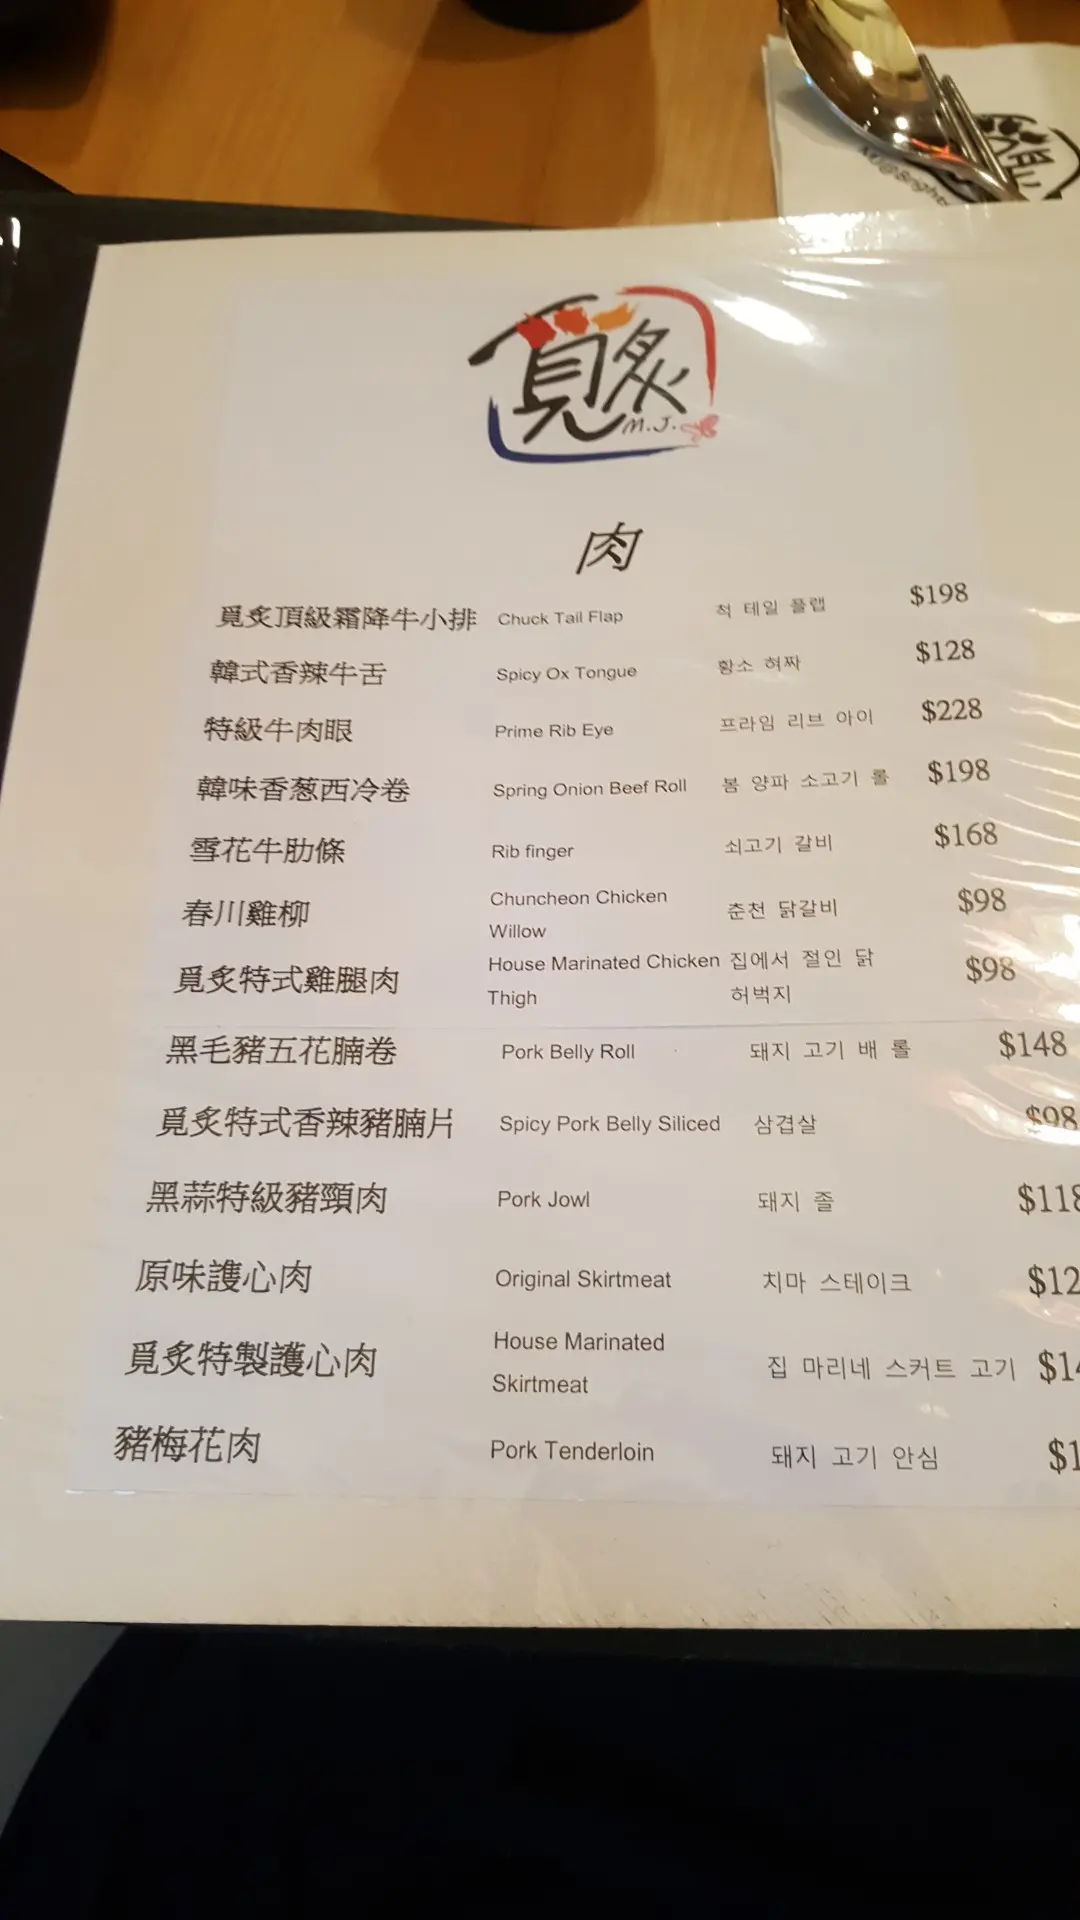 覓炙
M.J.
肉
覓炙頂級霜降牛小排 Chuck Tail Flap 척 테일 플랩 $198
韓式香辣牛舌 Spicy Ox Tongue 황소 혀짜 $128
特級牛肉眼 Prime Rib Eye 프라임 리브 아이 $228
韓味香葱西冷卷 Spring Onion Beef Roll 봄 양파 소고기 롤 $198
雪花牛肋條 Rib finger 쇠고기 갈비 $168
春川雞柳 Chuncheon Chicken Willow 춘천 닭갈비 $98
覓炙特式雞腿肉 House Marinated Chicken Thigh 집에서 절인 닭 허벅지 $98
黑毛豬五花腩卷 Pork Belly Roll 돼지 고기 배 롤 $148
覓炙特式香辣豬腩片 Spicy Pork Belly Siliced 삼겹살 $98
黑蒜特級豬頸肉 Pork Jowl 돼지 졸 $118
原味護心肉 Original Skirtmeat 치마 스테이크 $12
覓炙特製護心肉 House Marinated Skirtmeat 집 마리네 스커트 고기 $14
豬梅花肉 Pork Tenderloin 돼지 고기 안심 $1